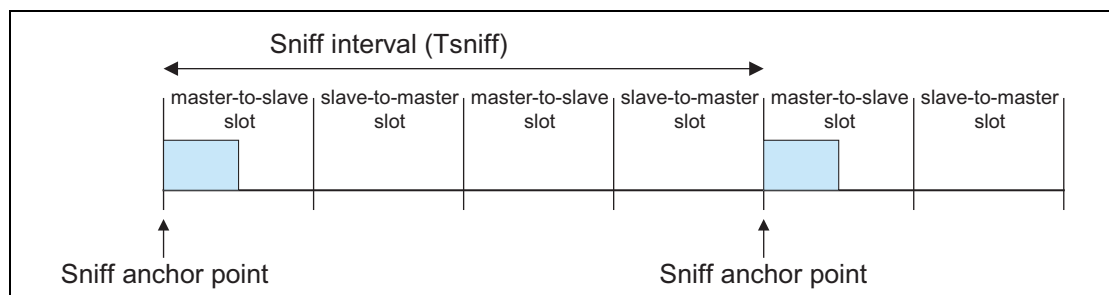 Sniff interval (Tsniff)
master-to-slave slot
slave-to-master slot
master-to-slave slot
slave-to-master slot
master-to-slave slot
slave-to-master slot
Sniff anchor point
Sniff anchor point